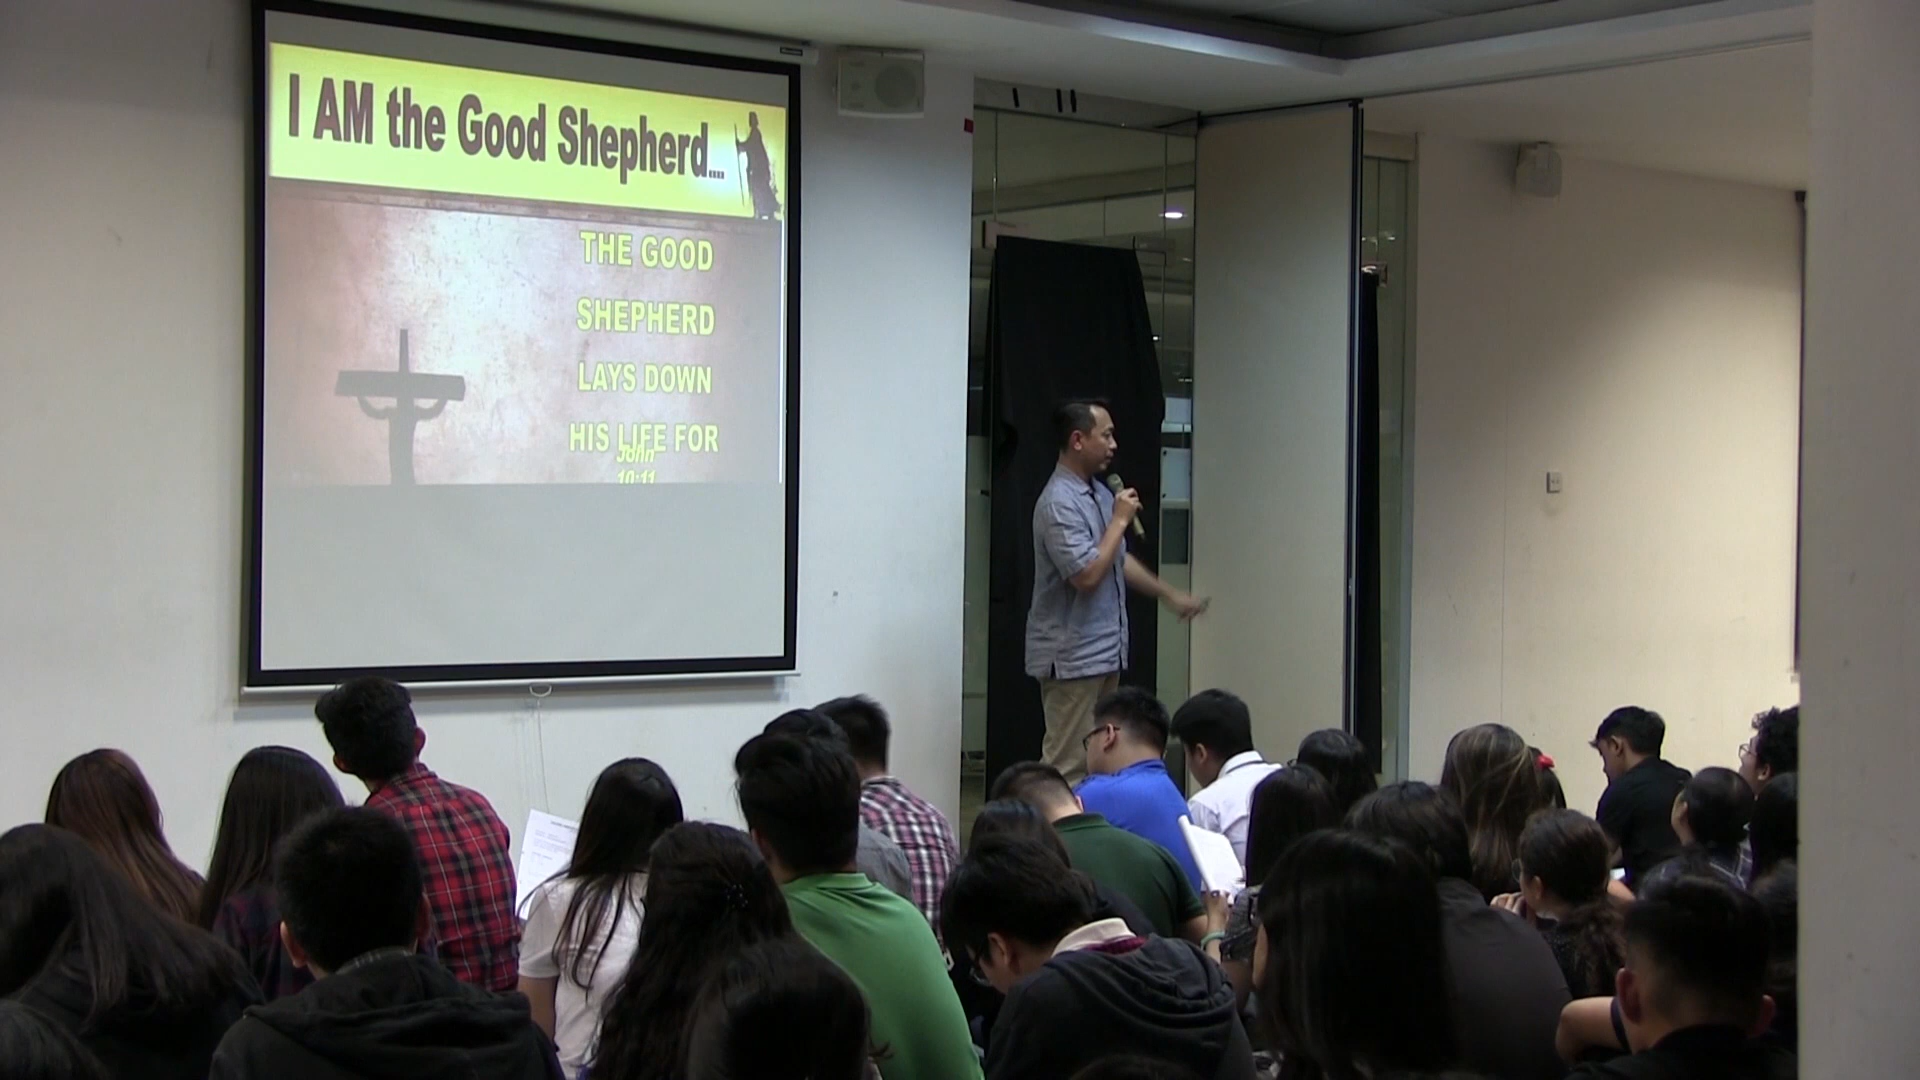 I AM the Good Shepherd...
THE GOOD
SHEPHERD
LAYS DOWN
HIS LIFE FOR
John
10:11